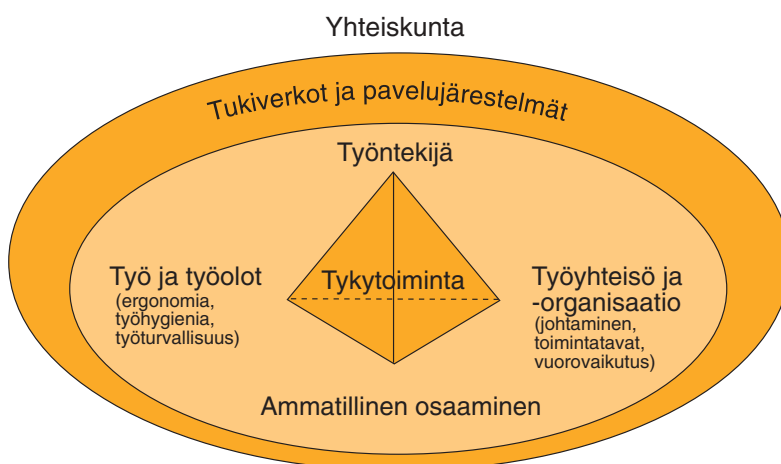 Yhteiskunta
Tukiverkot ja pavelujärestelmät
Työntekijä
Työ ja työolot
(ergonomia,
työhygienia,
työturvallisuus)
Tykytoiminta
Työyhteisö ja
-organisaatio
(johtaminen,
toimintatavat,
vuorovaikutus)
Ammatillinen osaaminen